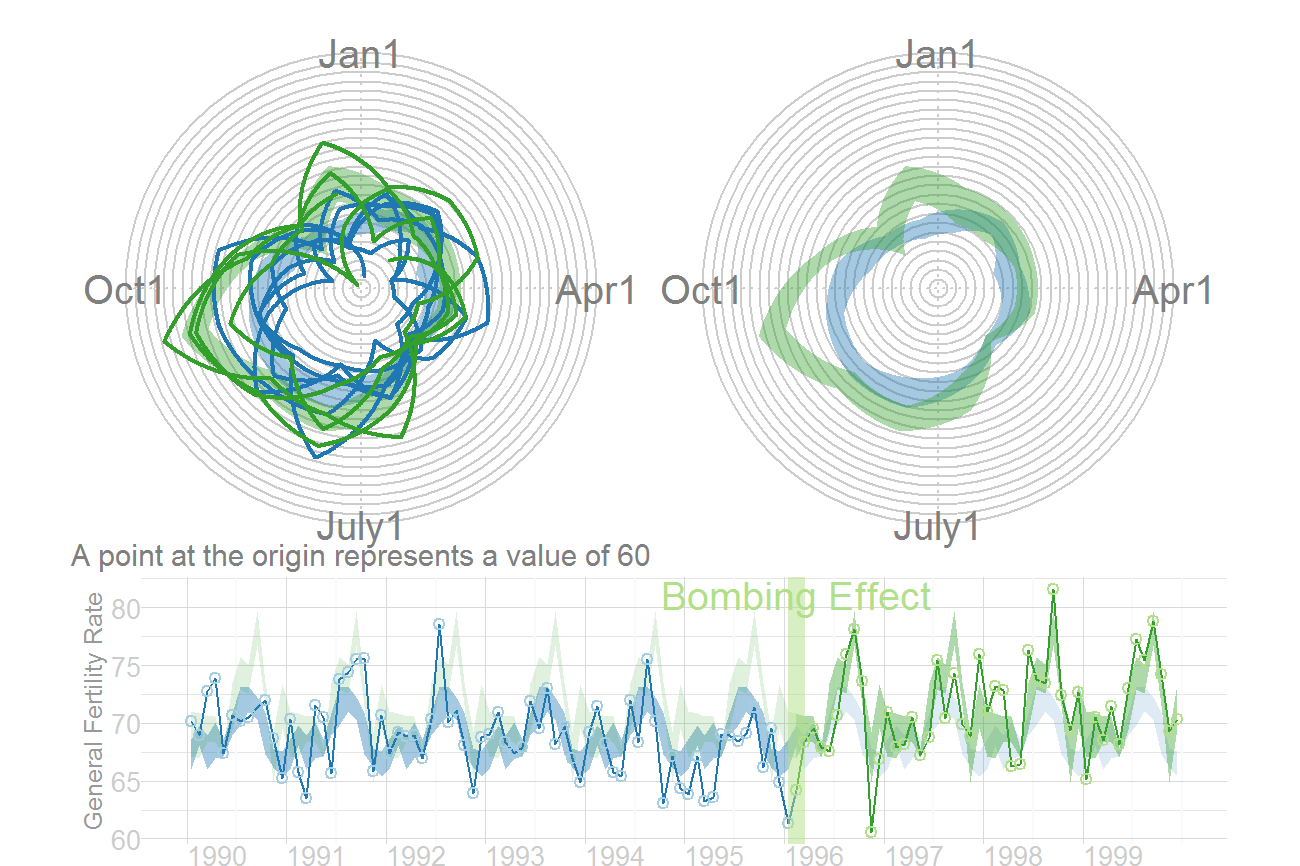 Jan1 Jan1
Oct1 Apr1 Oct1 Apr1
July1 July1
A point at the origin represents a value of 60
Bombing Effect
General Fertility Rate
80
75
70
65
60
1990 1991 1992 1993 1994 1995 1996 1997 1998 1999